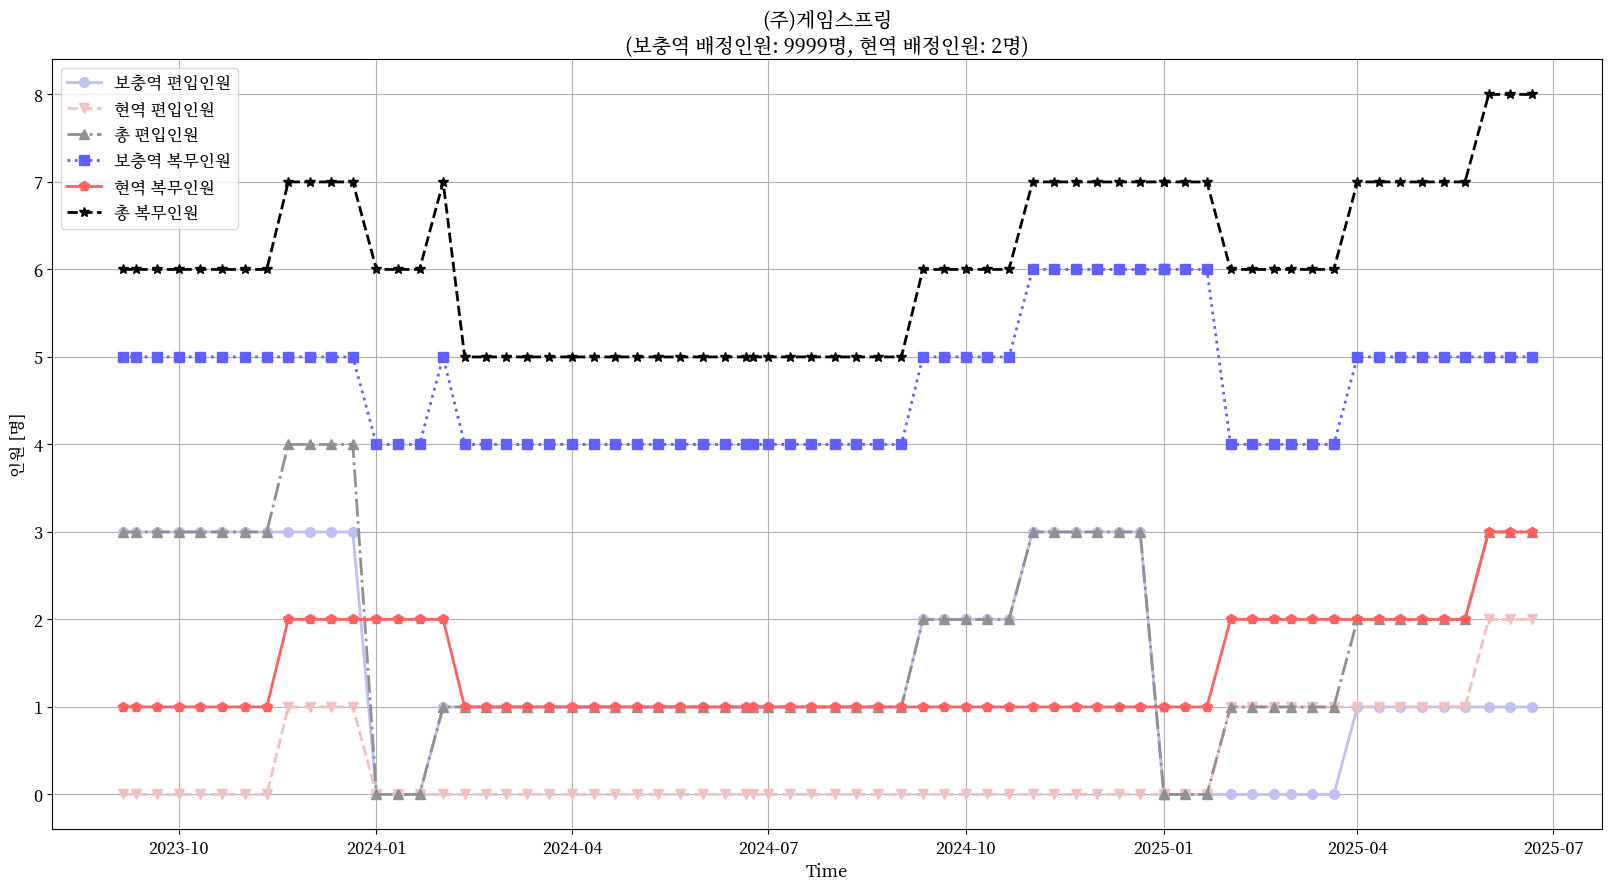 (주)게임스프링
(보충역 배정인원: 9999명, 현역 배정인원: 2명)
보충역 편입인원
현역 편입인원
총 편입인원
보충역 복무인원
현역 복무인원
총 복무인원
8
7
6
5
4
3
2
1
0
인원 [명]
2023-10 2024-01 2024-04 2024-07 2024-10 2025-01 2025-04 2025-07
Time